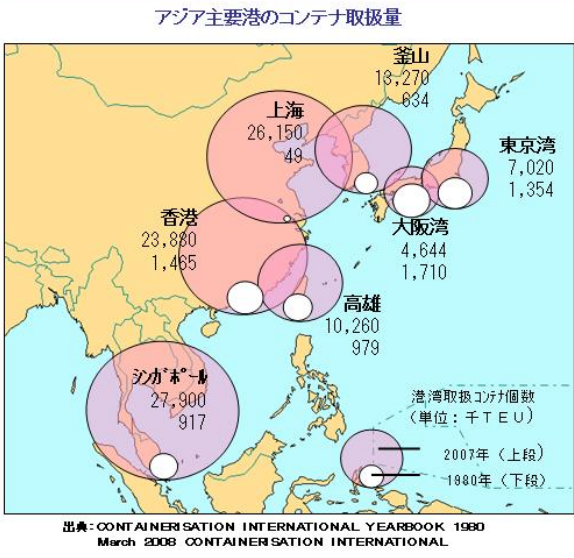 アジア主要港のコンテナ取扱量
釜山
13,270
634
上海
26,150
49
東京湾
7,020
1,354
香港
23,880
1,465
大阪湾
4,644
1,710
高雄
10,260
979
シンガポール
27,900
917
港湾取扱コンテナ個数
(単位:千TEU)
2007年(上段)
1980年(下段)
出典:CONTAINERISATION INTERNATIONAL YEARBOOK 1980
March 2008 CONTAINERISATION INTERNATIONAL